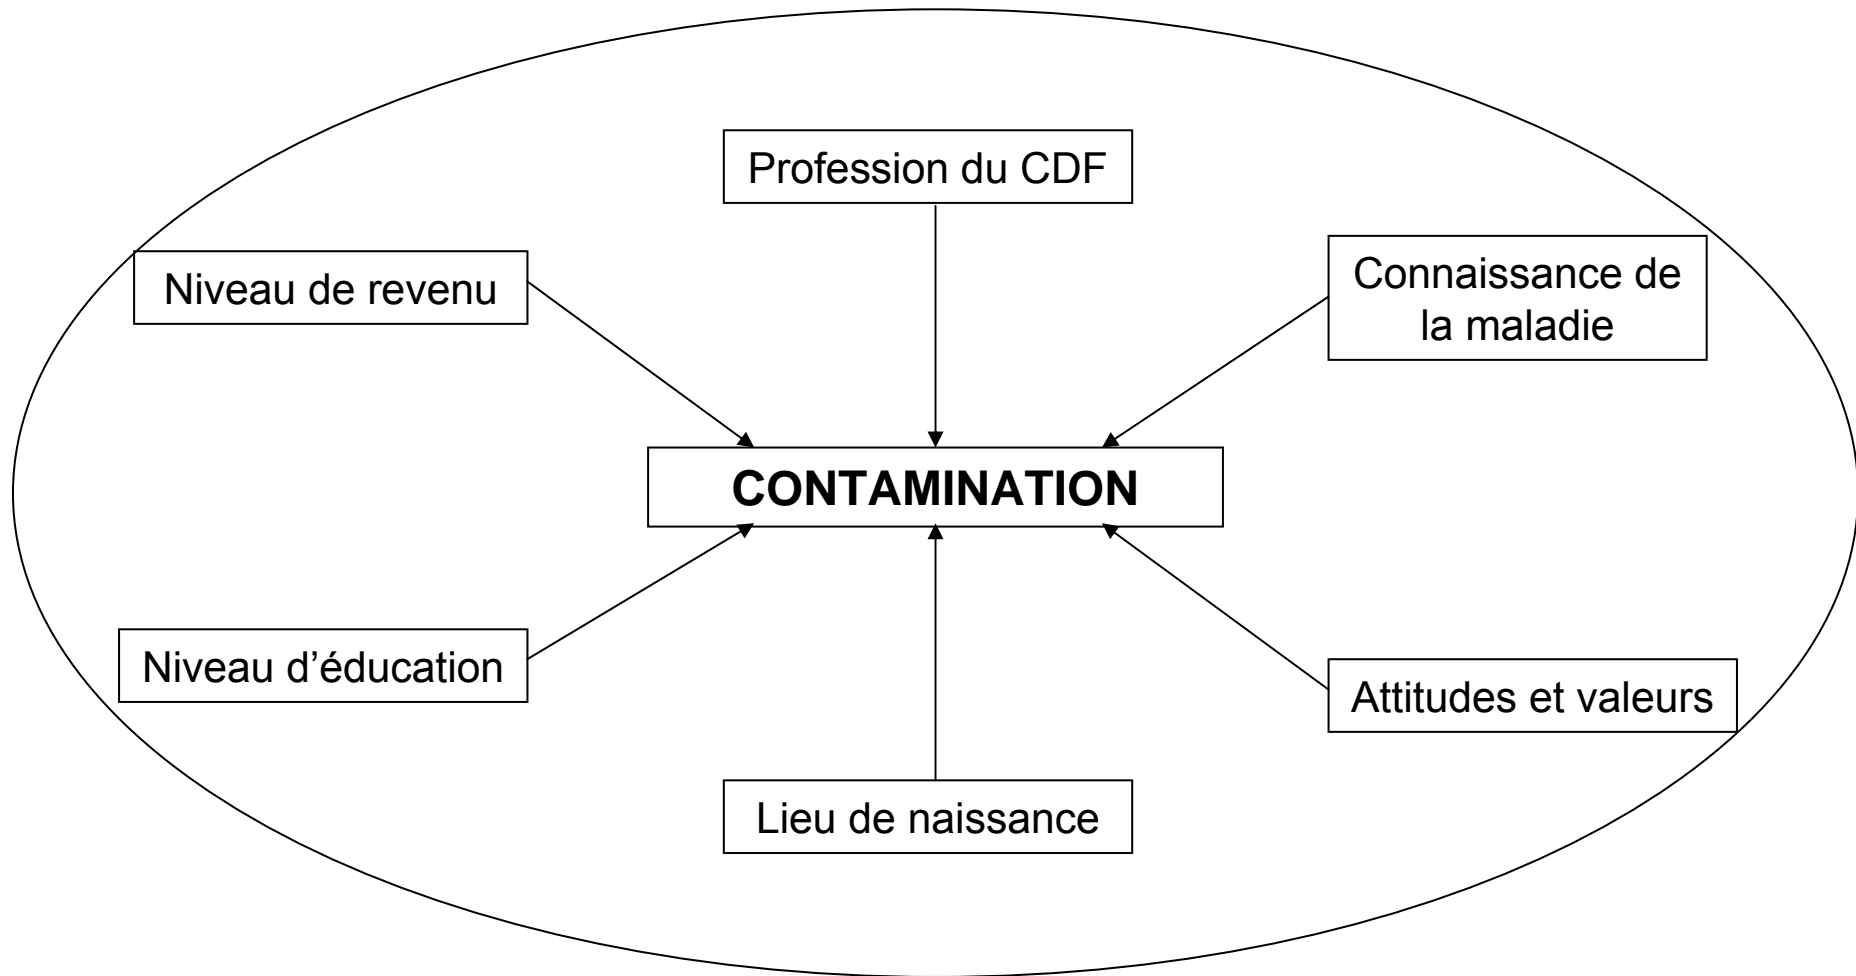 Profession du CDF
Niveau de revenu
Connaissance de
la maladie
CONTAMINATION
Niveau d’éducation
Attitudes et valeurs
Lieu de naissance